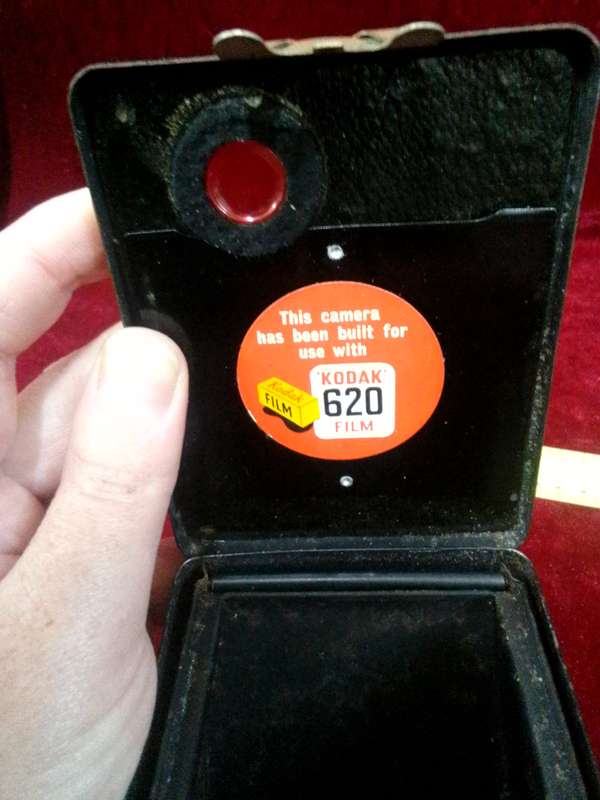 This camera
has been built for
use with
'KODAK'
620
FILM
Kodak
FILM